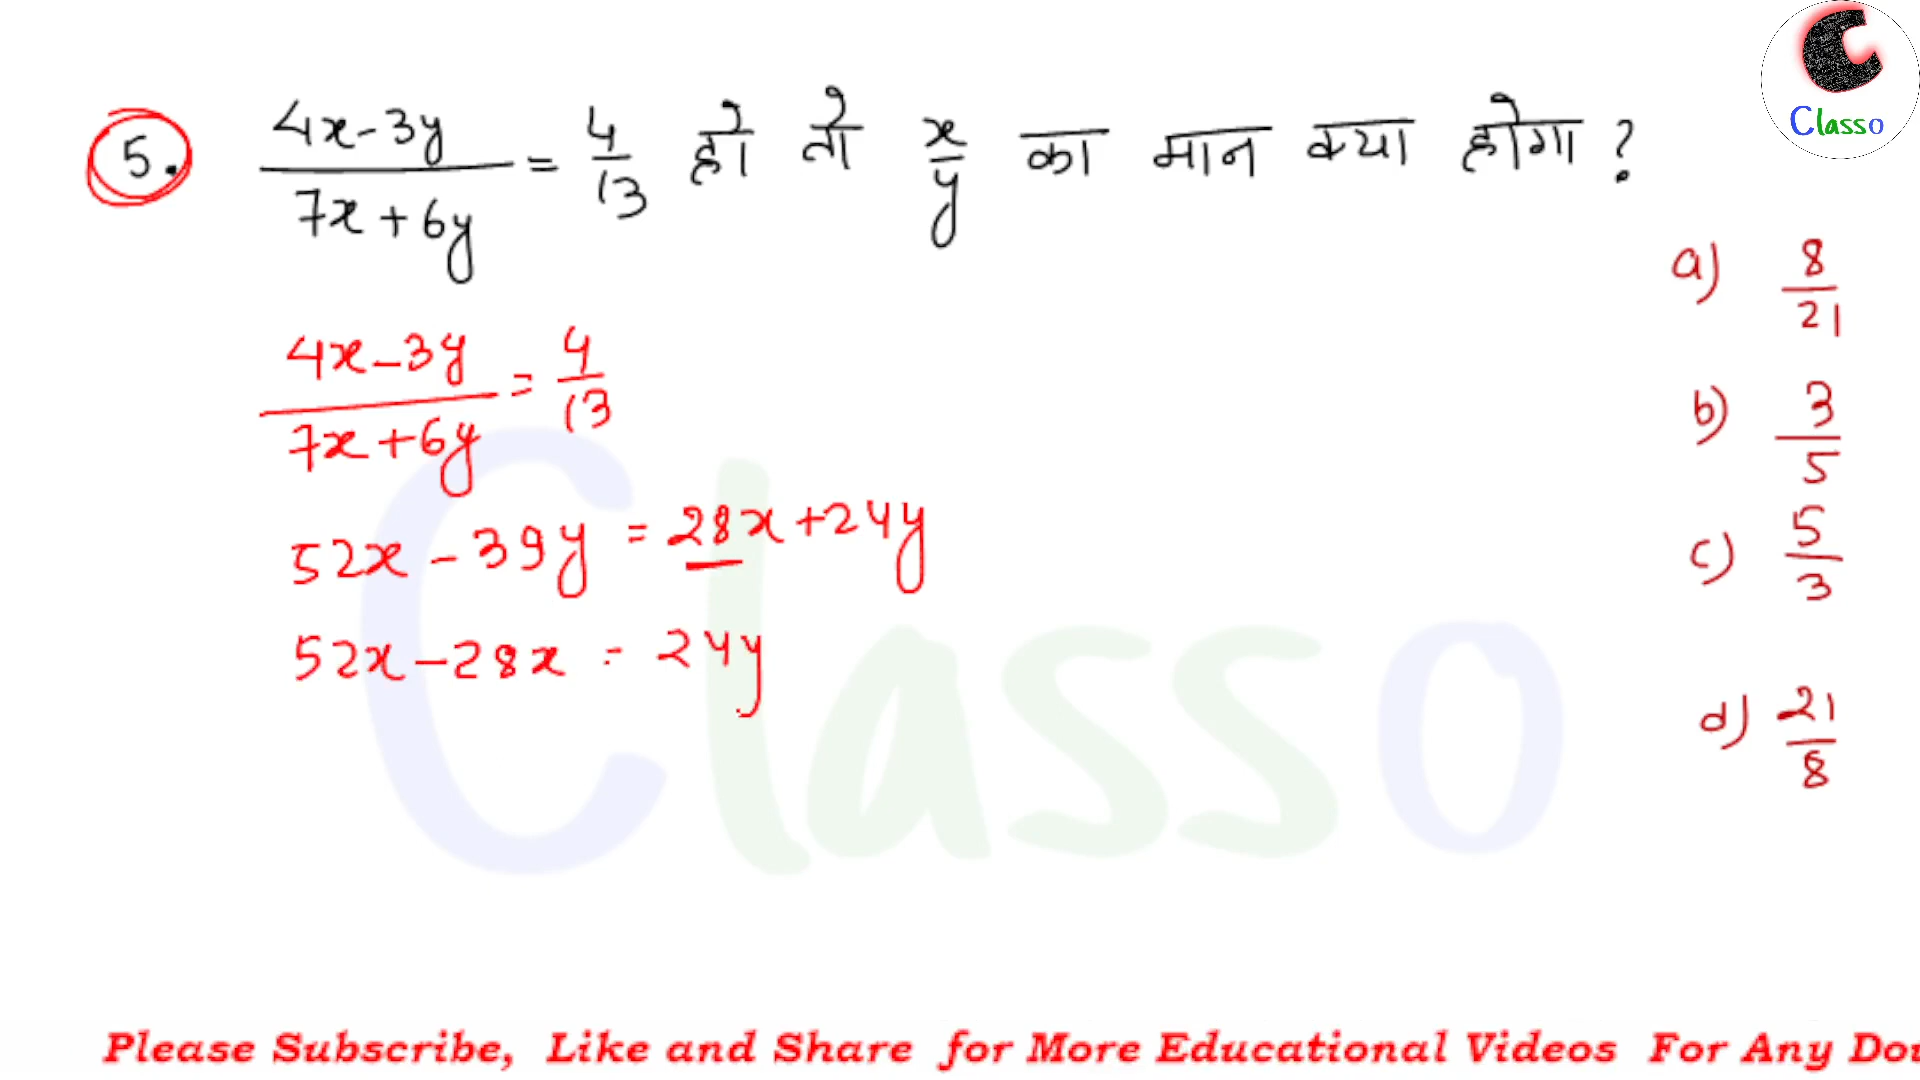 C
Classo
5. (4x-3y)/(7x+6y) = 4/13 हो तो x/y का मान क्या होगा ?
a) 8/21
(4x-3y)/(7x+6y) = 4/13
b) 3/5
52x - 39y = 28x + 24y
c) 5/3
52x - 28x = 24y
d) 21/8
Classo
Please Subscribe, Like and Share for More Educational Videos For Any Dou